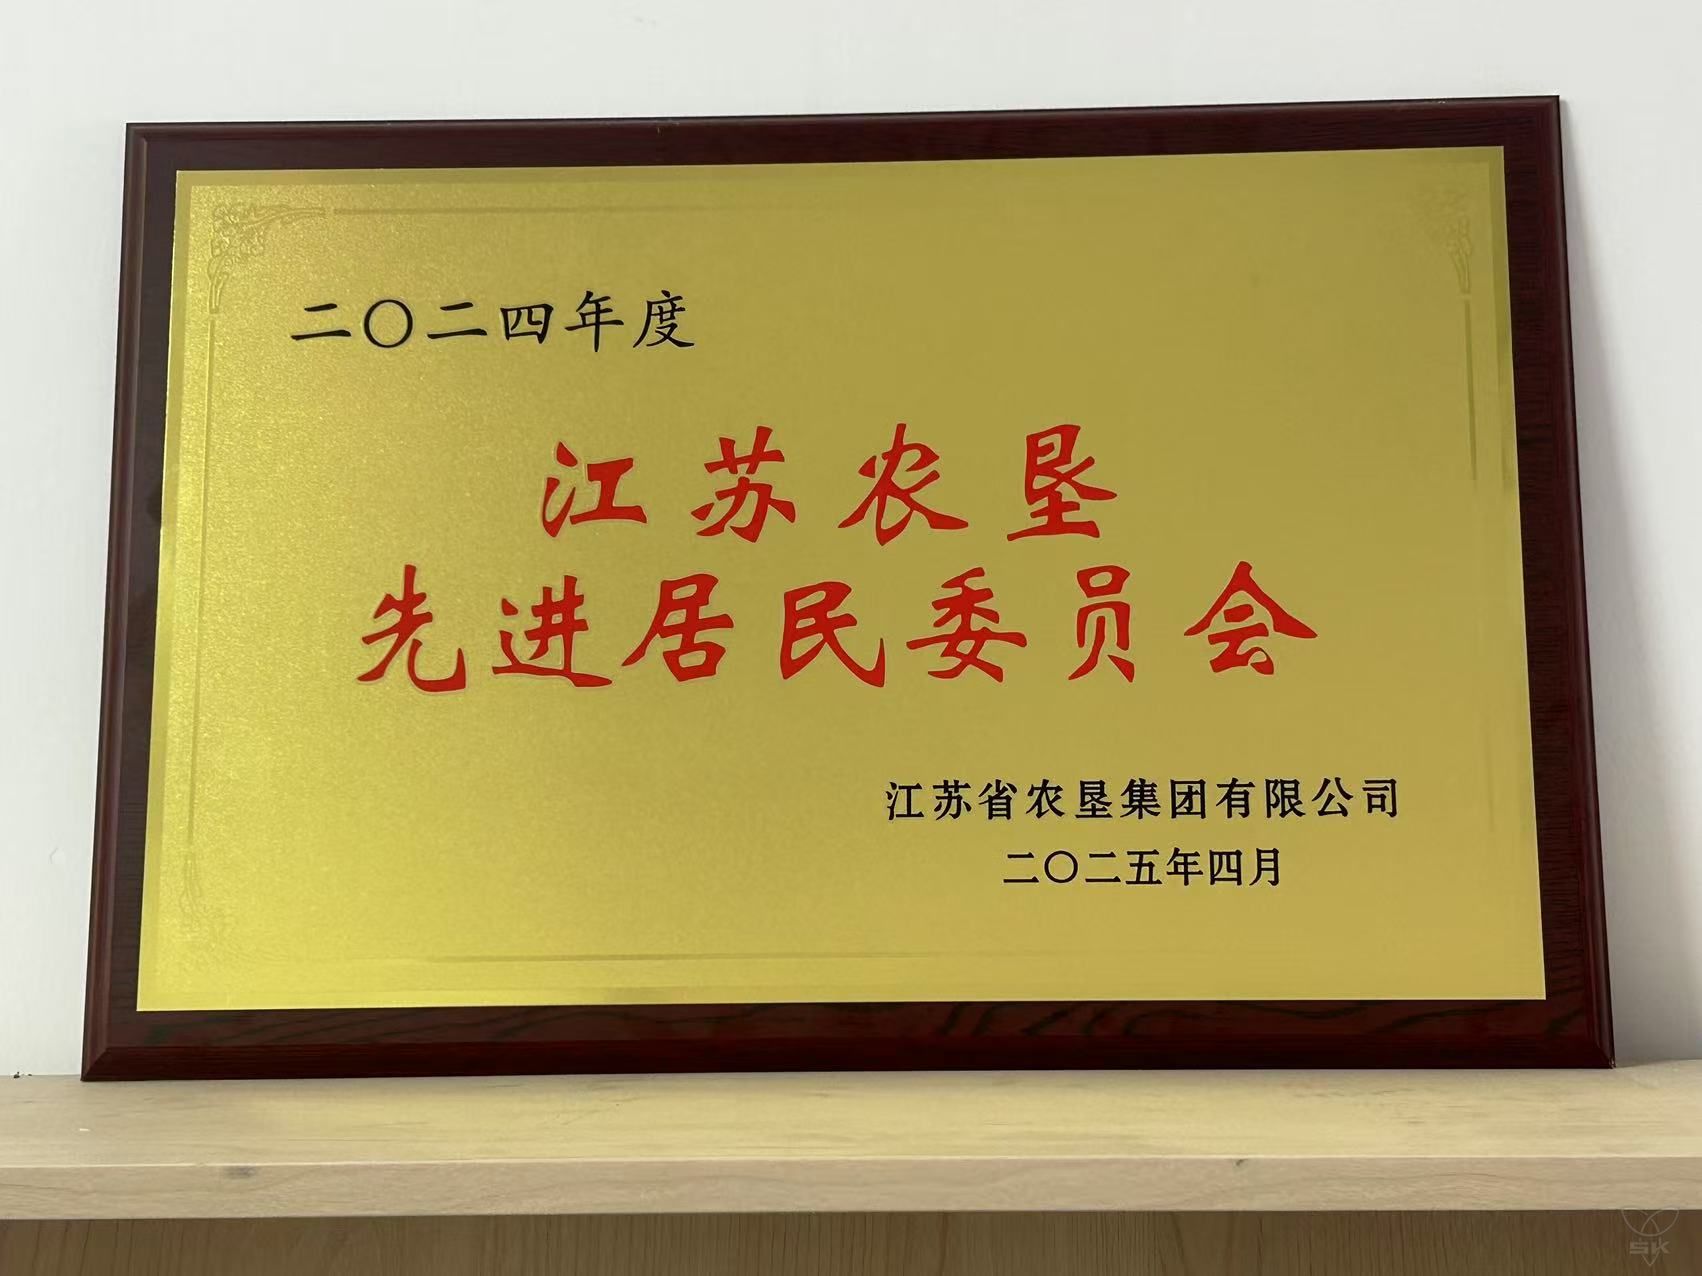 二〇二四年度
江苏农垦
先进居民委员会
江苏省农垦集团有限公司
二〇二五年四月
SK